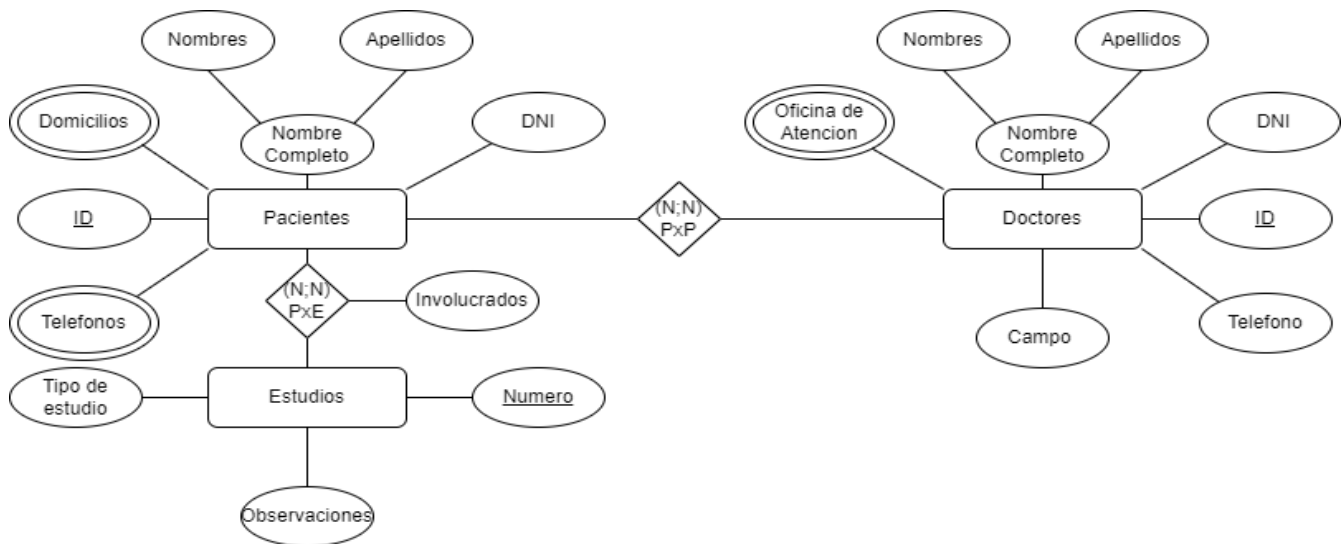 Nombres
Apellidos
Nombres
Apellidos
Domicilios
Nombre
Completo
DNI
Oficina de
Atencion
Nombre
Completo
DNI
ID
Pacientes
(N;N)
PxP
Doctores
ID
Telefonos
(N;N)
PxE
Involucrados
Campo
Telefono
Tipo de
estudio
Estudios
Numero
Observaciones